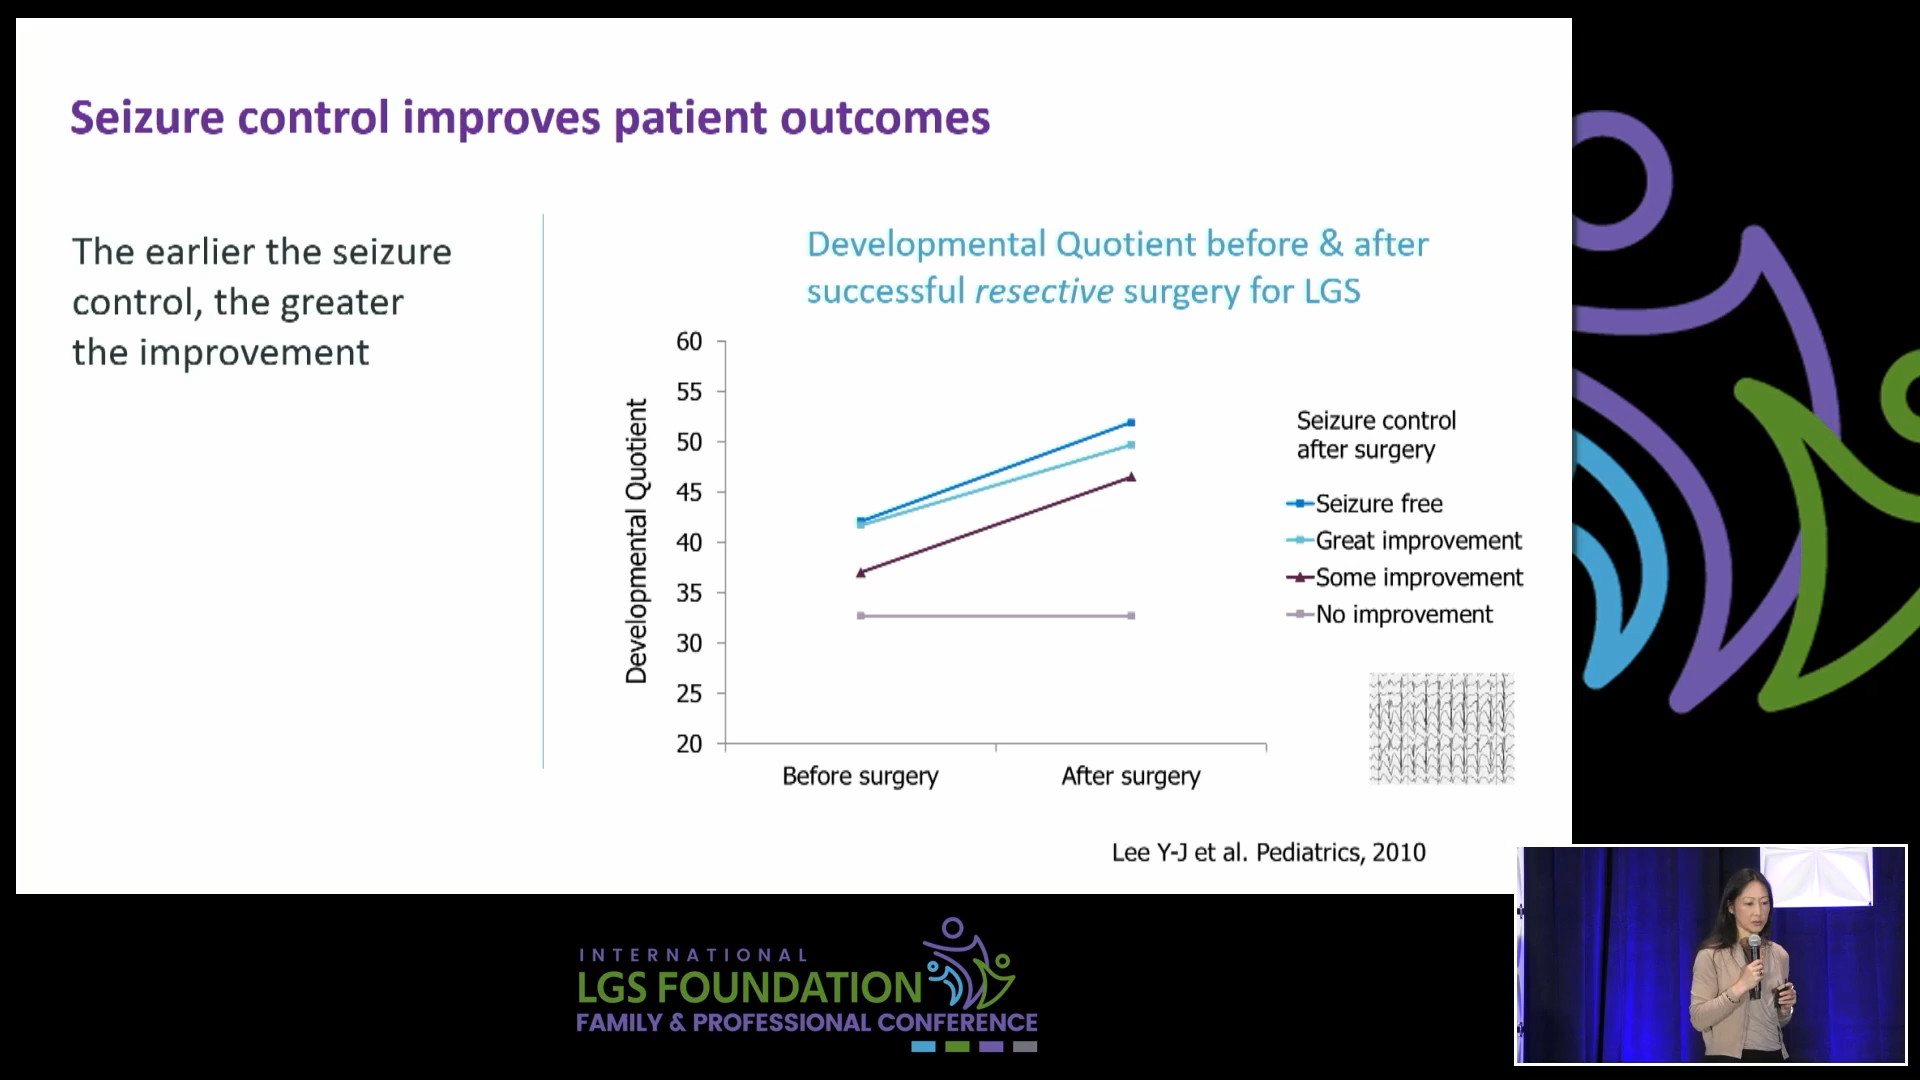 Seizure control improves patient outcomes
The earlier the seizure
control, the greater
the improvement
Developmental Quotient before & after
successful resective surgery for LGS
Developmental Quotient
60
55
50
45
40
35
30
25
20
Before surgery
After surgery
Seizure control
after surgery
Seizure free
Great improvement
Some improvement
No improvement
Lee Y-J et al. Pediatrics, 2010
INTERNATIONAL
LGS FOUNDATION
FAMILY & PROFESSIONAL CONFERENCE